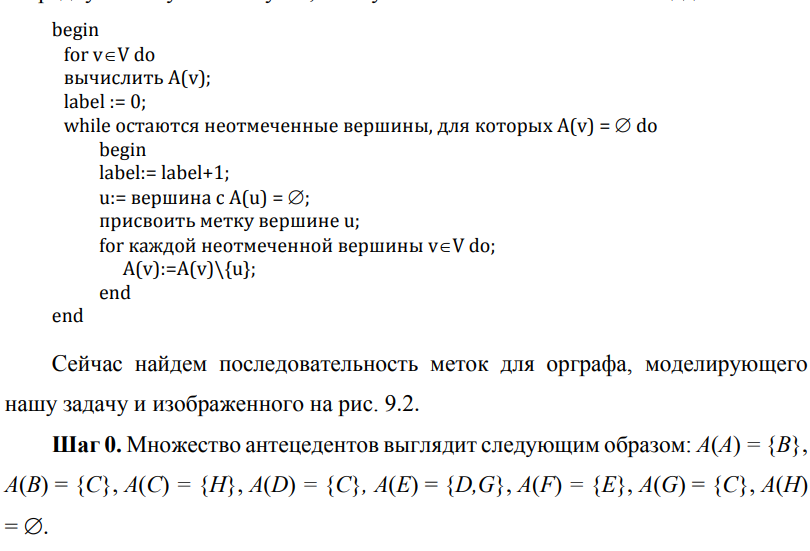 begin
for v∈V do
вычислить A(v);
label := 0;
while остаются неотмеченные вершины, для которых A(v) = ∅ do
begin
label:= label+1;
u:= вершина с A(u) = ∅;
присвоить метку вершине u;
for каждой неотмеченной вершины v∈V do;
A(v):=A(v)\{u};
end
end
Сейчас найдем последовательность меток для орграфа, моделирующего
нашу задачу и изображенного на рис. 9.2.
Шаг 0. Множество антецедентов выглядит следующим образом: A(A) = {B},
A(B) = {C}, A(C) = {H}, A(D) = {C}, A(E) = {D,G}, A(F) = {E}, A(G) = {C}, A(H)
= ∅.